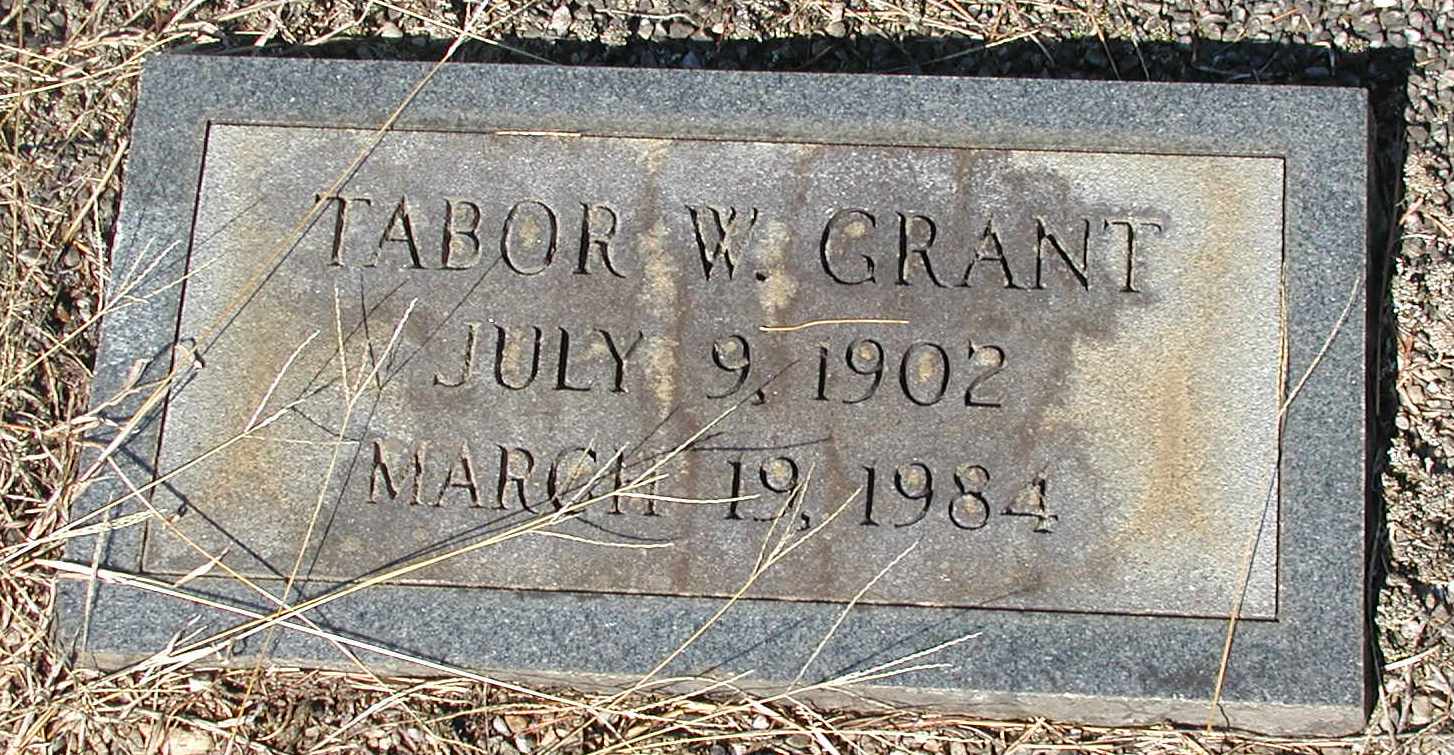 TABOR W. GRANT
JULY 9, 1902
MARCH 19, 1984